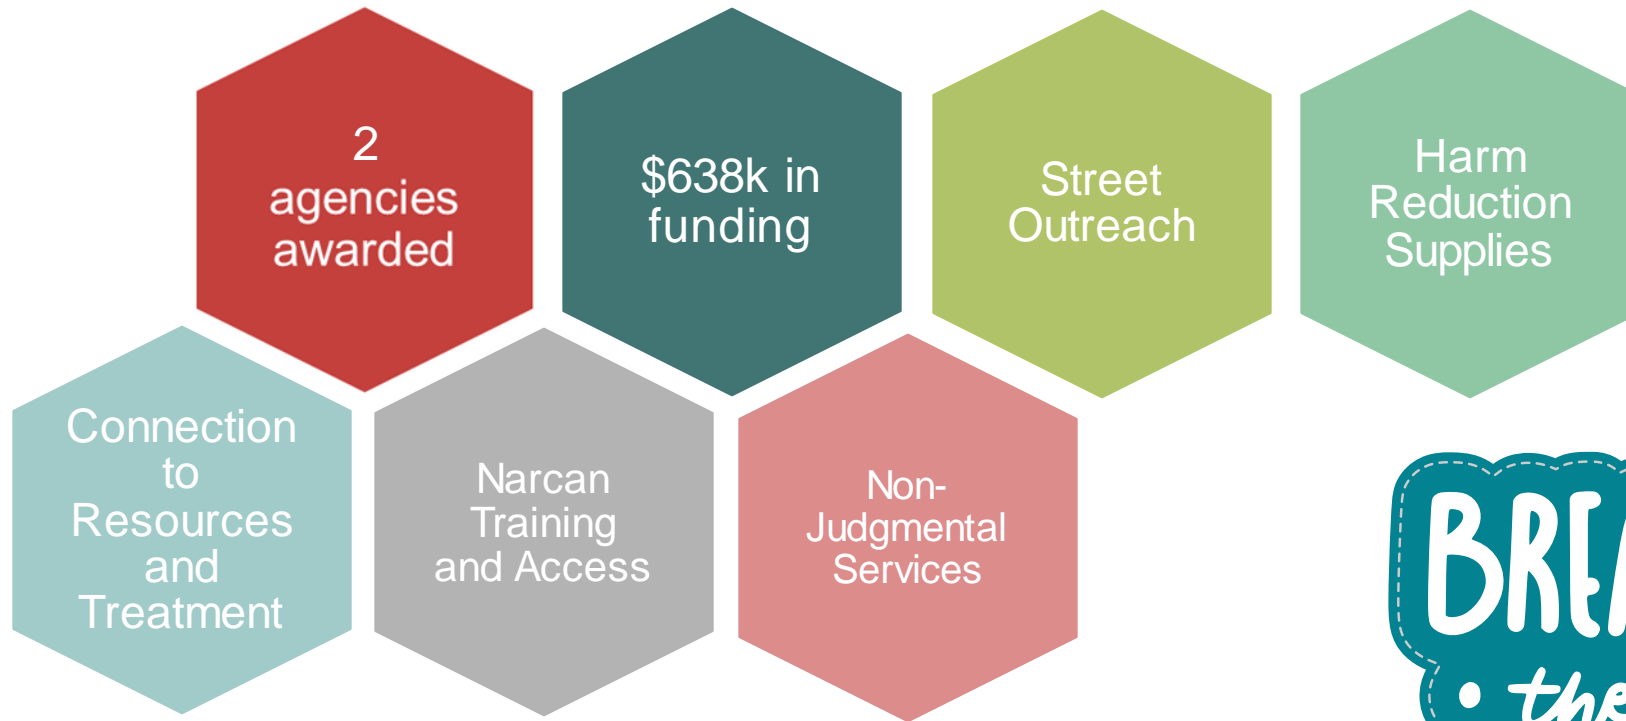 2
agencies
awarded
$638k in
funding
Street
Outreach
Harm
Reduction
Supplies
Connection
to
Resources
and
Treatment
Narcan
Training
and Access
Non-
Judgmental
Services
the